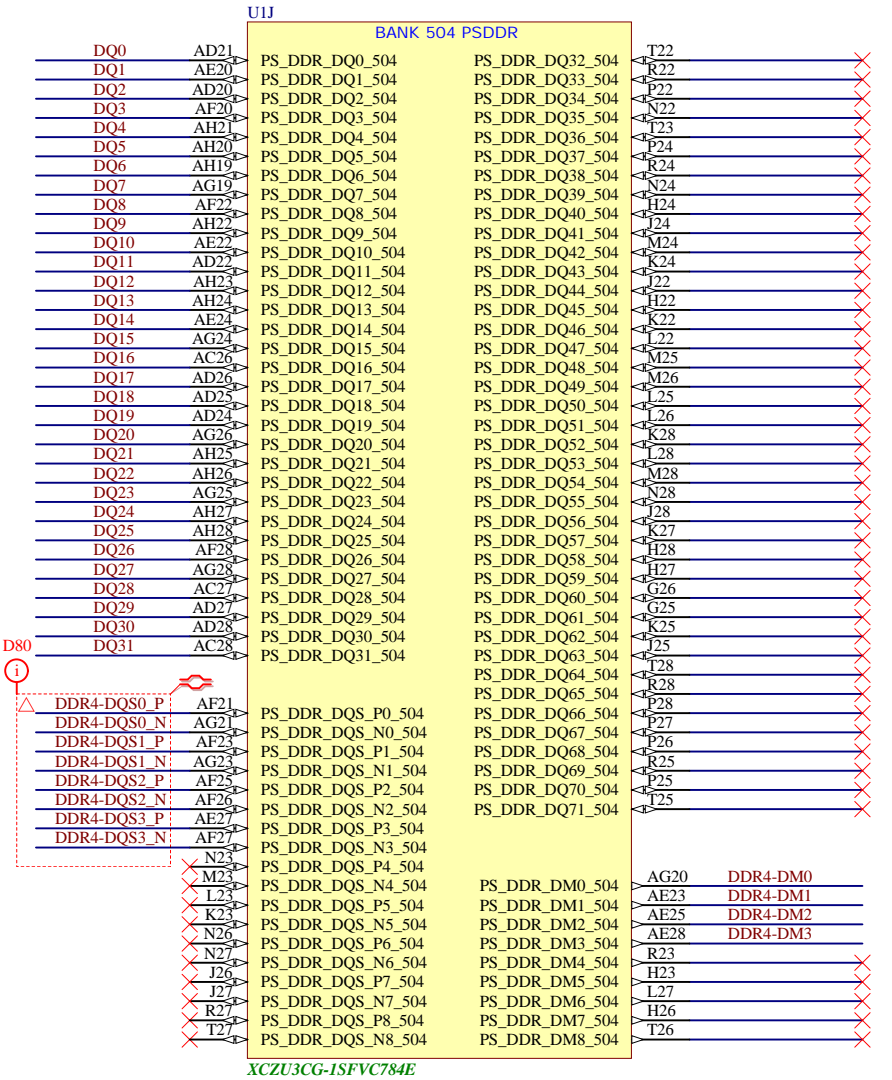 U1J
BANK 504 PSDDR
DQ0 AD21 PS_DDR_DQ0_504 PS_DDR_DQ32_504 T22
DQ1 AE20 PS_DDR_DQ1_504 PS_DDR_DQ33_504 R22
DQ2 AD20 PS_DDR_DQ2_504 PS_DDR_DQ34_504 P22
DQ3 AF20 PS_DDR_DQ3_504 PS_DDR_DQ35_504 N22
DQ4 AH21 PS_DDR_DQ4_504 PS_DDR_DQ36_504 T23
DQ5 AH20 PS_DDR_DQ5_504 PS_DDR_DQ37_504 P24
DQ6 AH19 PS_DDR_DQ6_504 PS_DDR_DQ38_504 R24
DQ7 AG19 PS_DDR_DQ7_504 PS_DDR_DQ39_504 N24
DQ8 AF22 PS_DDR_DQ8_504 PS_DDR_DQ40_504 H24
DQ9 AH22 PS_DDR_DQ9_504 PS_DDR_DQ41_504 J24
DQ10 AE22 PS_DDR_DQ10_504 PS_DDR_DQ42_504 M24
DQ11 AD22 PS_DDR_DQ11_504 PS_DDR_DQ43_504 K24
DQ12 AH23 PS_DDR_DQ12_504 PS_DDR_DQ44_504 J22
DQ13 AH24 PS_DDR_DQ13_504 PS_DDR_DQ45_504 H22
DQ14 AE24 PS_DDR_DQ14_504 PS_DDR_DQ46_504 K22
DQ15 AG24 PS_DDR_DQ15_504 PS_DDR_DQ47_504 L22
DQ16 AC26 PS_DDR_DQ16_504 PS_DDR_DQ48_504 M25
DQ17 AD26 PS_DDR_DQ17_504 PS_DDR_DQ49_504 M26
DQ18 AD25 PS_DDR_DQ18_504 PS_DDR_DQ50_504 L25
DQ19 AD24 PS_DDR_DQ19_504 PS_DDR_DQ51_504 L26
DQ20 AG26 PS_DDR_DQ20_504 PS_DDR_DQ52_504 K28
DQ21 AH25 PS_DDR_DQ21_504 PS_DDR_DQ53_504 L28
DQ22 AH26 PS_DDR_DQ22_504 PS_DDR_DQ54_504 M28
DQ23 AG25 PS_DDR_DQ23_504 PS_DDR_DQ55_504 N28
DQ24 AH27 PS_DDR_DQ24_504 PS_DDR_DQ56_504 J28
DQ25 AH28 PS_DDR_DQ25_504 PS_DDR_DQ57_504 K27
DQ26 AF28 PS_DDR_DQ26_504 PS_DDR_DQ58_504 H28
DQ27 AG28 PS_DDR_DQ27_504 PS_DDR_DQ59_504 H27
DQ28 AC27 PS_DDR_DQ28_504 PS_DDR_DQ60_504 G26
DQ29 AD27 PS_DDR_DQ29_504 PS_DDR_DQ61_504 G25
DQ30 AD28 PS_DDR_DQ30_504 PS_DDR_DQ62_504 K25
D80 DQ31 AC28 PS_DDR_DQ31_504 PS_DDR_DQ63_504 J25
i PS_DDR_DQ64_504 T28
PS_DDR_DQ65_504 R28
DDR4-DQS0_P AF21 PS_DDR_DQS_P0_504 PS_DDR_DQ66_504 P28
DDR4-DQS0_N AG21 PS_DDR_DQS_N0_504 PS_DDR_DQ67_504 P27
DDR4-DQS1_P AF23 PS_DDR_DQS_P1_504 PS_DDR_DQ68_504 P26
DDR4-DQS1_N AG23 PS_DDR_DQS_N1_504 PS_DDR_DQ69_504 R25
DDR4-DQS2_P AF25 PS_DDR_DQS_P2_504 PS_DDR_DQ70_504 P25
DDR4-DQS2_N AF26 PS_DDR_DQS_N2_504 PS_DDR_DQ71_504 T25
DDR4-DQS3_P AE27 PS_DDR_DQS_P3_504
DDR4-DQS3_N AF27 PS_DDR_DQS_N3_504
N23 PS_DDR_DQS_P4_504
M23 PS_DDR_DQS_N4_504 PS_DDR_DM0_504 AG20 DDR4-DM0
L23 PS_DDR_DQS_P5_504 PS_DDR_DM1_504 AE23 DDR4-DM1
K23 PS_DDR_DQS_N5_504 PS_DDR_DM2_504 AE25 DDR4-DM2
N26 PS_DDR_DQS_P6_504 PS_DDR_DM3_504 AE28 DDR4-DM3
N27 PS_DDR_DQS_N6_504 PS_DDR_DM4_504 R23
J26 PS_DDR_DQS_P7_504 PS_DDR_DM5_504 H23
J27 PS_DDR_DQS_N7_504 PS_DDR_DM6_504 L27
R27 PS_DDR_DQS_P8_504 PS_DDR_DM7_504 H26
T27 PS_DDR_DQS_N8_504 PS_DDR_DM8_504 T26
XCZU3CG-1SFVC784E